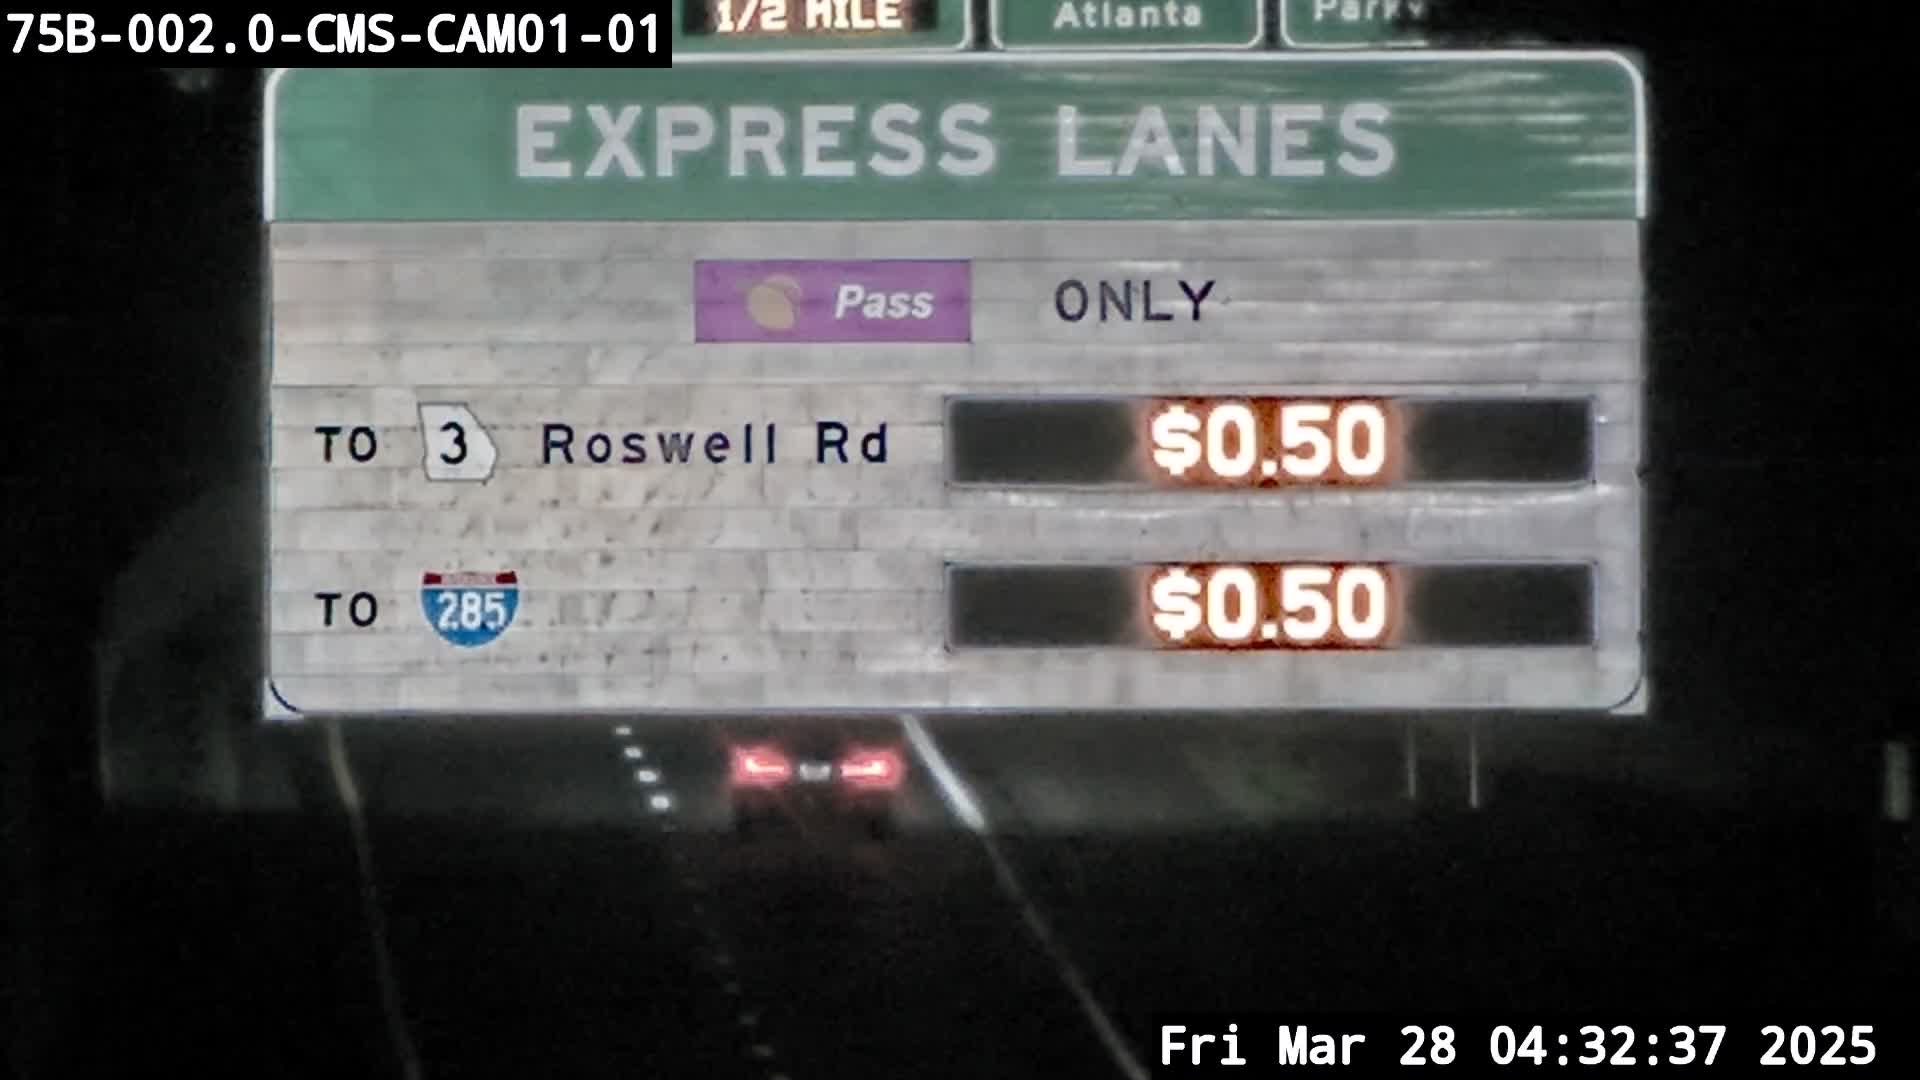 75B-002.0-CMS-CAM01-01
1/2 MILE
Atlanta
EXPRESS LANES
Pass ONLY
TO 3 Roswell Rd $0.50
TO 285 $0.50
Fri Mar 28 04:32:37 2025